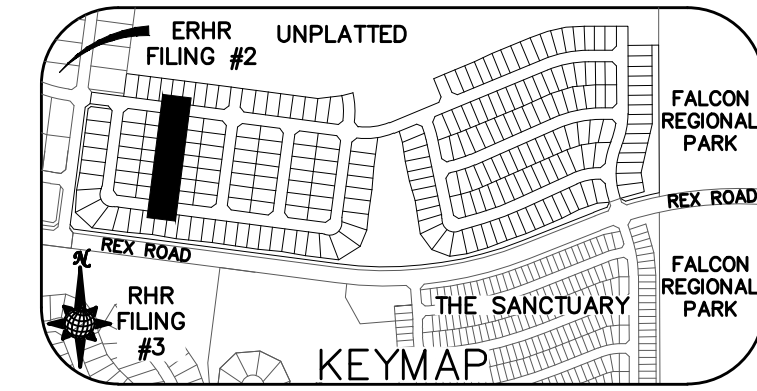 ERHR
FILING #2
UNPLATTED
FALCON
REGIONAL
PARK
REX ROAD
REX ROAD
N
RHR
FILING
#3
THE SANCTUARY
FALCON
REGIONAL
PARK
KEYMAP